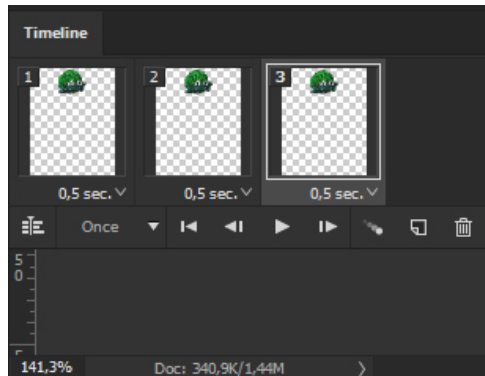 Timeline
1 2 3
0,5 sec. 0,5 sec. 0,5 sec.
Once
5
0
5
141,3% Doc: 340,9K/1,44M